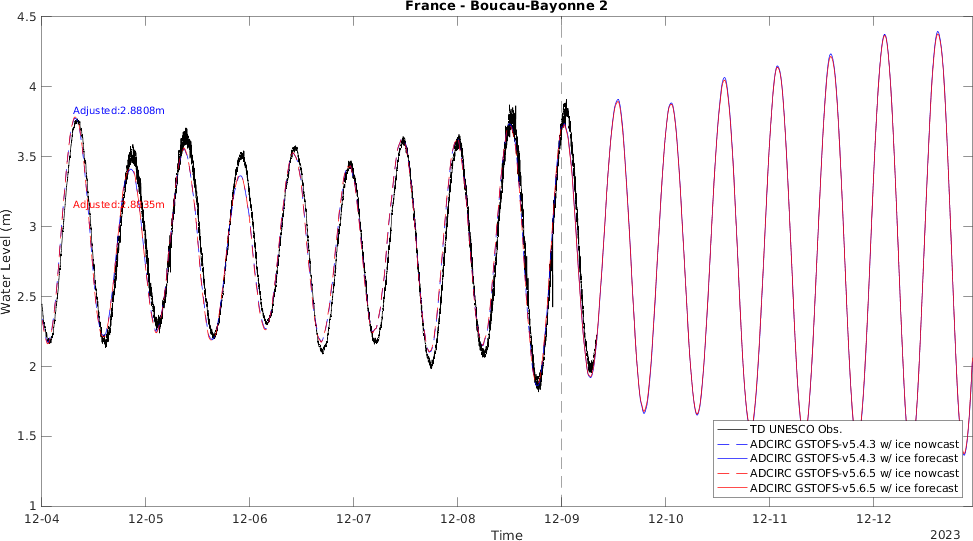 France - Boucau-Bayonne 2
4.5
4
3.5
3
2.5
2
1.5
1
Water Level (m)
Adjusted:2.8808m
Adjusted:2.8835m
TD UNESCO Obs.
ADCIRC GSTOFS-v5.4.3 w/ ice nowcast
ADCIRC GSTOFS-v5.4.3 w/ ice forecast
ADCIRC GSTOFS-v5.6.5 w/ ice nowcast
ADCIRC GSTOFS-v5.6.5 w/ ice forecast
12-04 12-05 12-06 12-07 12-08 12-09 12-10 12-11 12-12
Time
2023